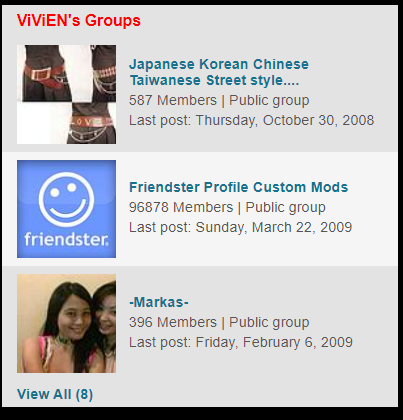 ViViEN's Groups
Japanese Korean Chinese
Taiwanese Street style....
587 Members | Public group
Last post: Thursday, October 30, 2008
friendster®
Friendster Profile Custom Mods
96878 Members | Public group
Last post: Sunday, March 22, 2009
-Markas-
396 Members | Public group
Last post: Friday, February 6, 2009
View All (8)